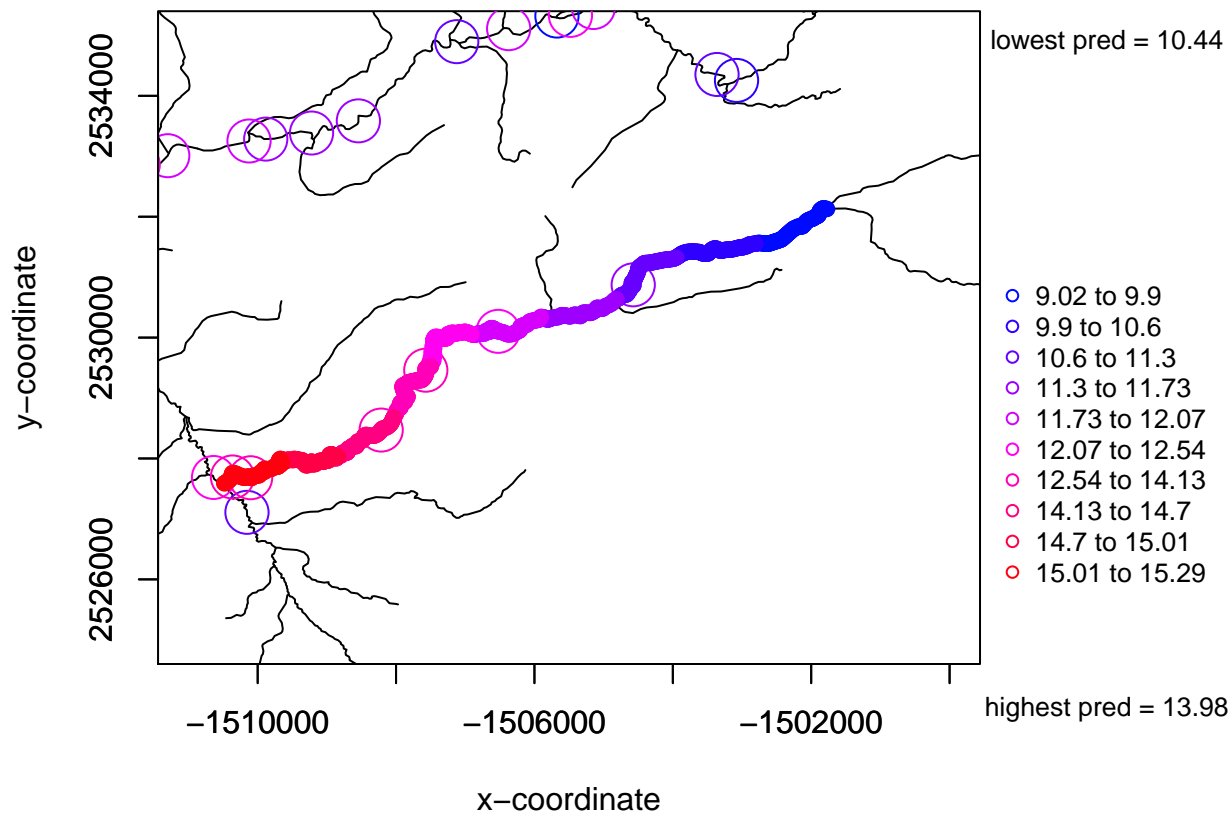 lowest pred = 10.44
2534000
2530000
2526000
y−coordinate
9.02 to 9.9
9.9 to 10.6
10.6 to 11.3
11.3 to 11.73
11.73 to 12.07
12.07 to 12.54
12.54 to 14.13
14.13 to 14.7
14.7 to 15.01
15.01 to 15.29
−1510000
−1506000
−1502000
highest pred = 13.98
x−coordinate